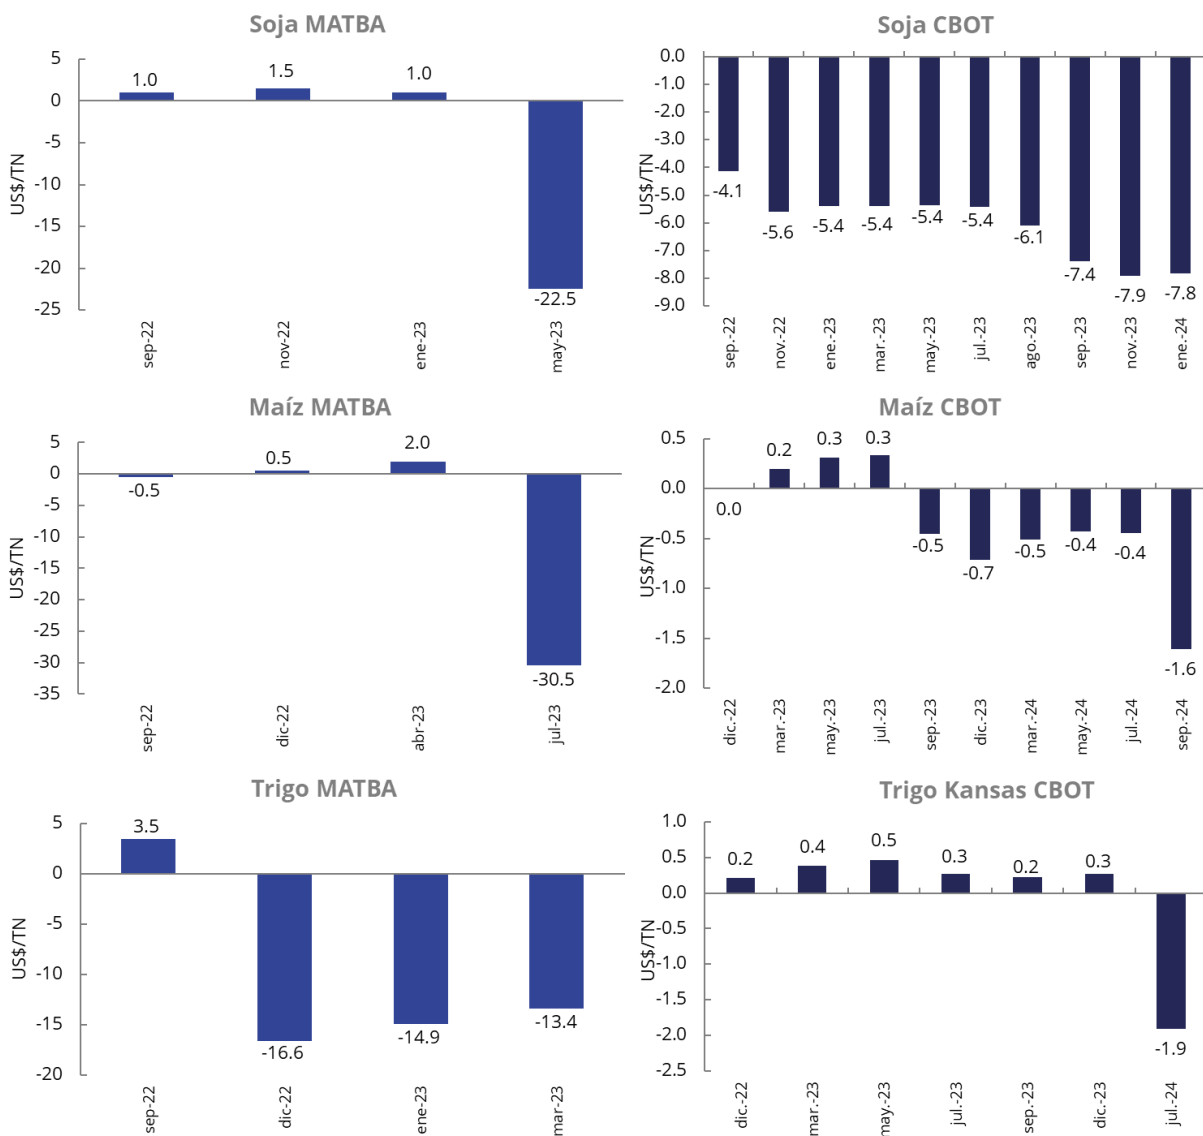 Soja MATBA
US$/TN
5
0
-5
-10
-15
-20
-25
1.0
1.5
1.0
-22.5
sep-22
nov-22
ene-23
may-23
Soja CBOT
US$/TN
0.0
-1.0
-2.0
-3.0
-4.0
-5.0
-6.0
-7.0
-8.0
-9.0
-4.1
-5.6
-5.4
-5.4
-5.4
-5.4
-6.1
-7.4
-7.9
-7.8
sep.-22
nov.-22
ene.-23
mar.-23
may.-23
jul.-23
ago.-23
sep.-23
nov.-23
ene.-24
Maíz MATBA
US$/TN
5
0
-5
-10
-15
-20
-25
-30
-35
-0.5
0.5
2.0
-30.5
sep-22
dic-22
abr-23
jul-23
Maíz CBOT
US$/TN
0.5
0.0
-0.5
-1.0
-1.5
-2.0
0.0
0.2
0.3
0.3
-0.5
-0.7
-0.5
-0.4
-0.4
-1.6
dic.-22
mar.-23
may.-23
jul.-23
sep.-23
dic.-23
mar.-24
may.-24
jul.-24
sep.-24
Trigo MATBA
US$/TN
5
0
-5
-10
-15
-20
3.5
-16.6
-14.9
-13.4
sep-22
dic-22
ene-23
mar-23
Trigo Kansas CBOT
US$/TN
1.0
0.5
0.0
-0.5
-1.0
-1.5
-2.0
-2.5
0.2
0.4
0.5
0.3
0.2
0.3
-1.9
dic.-22
mar.-23
may.-23
jul.-23
sep.-23
dic.-23
jul.-24